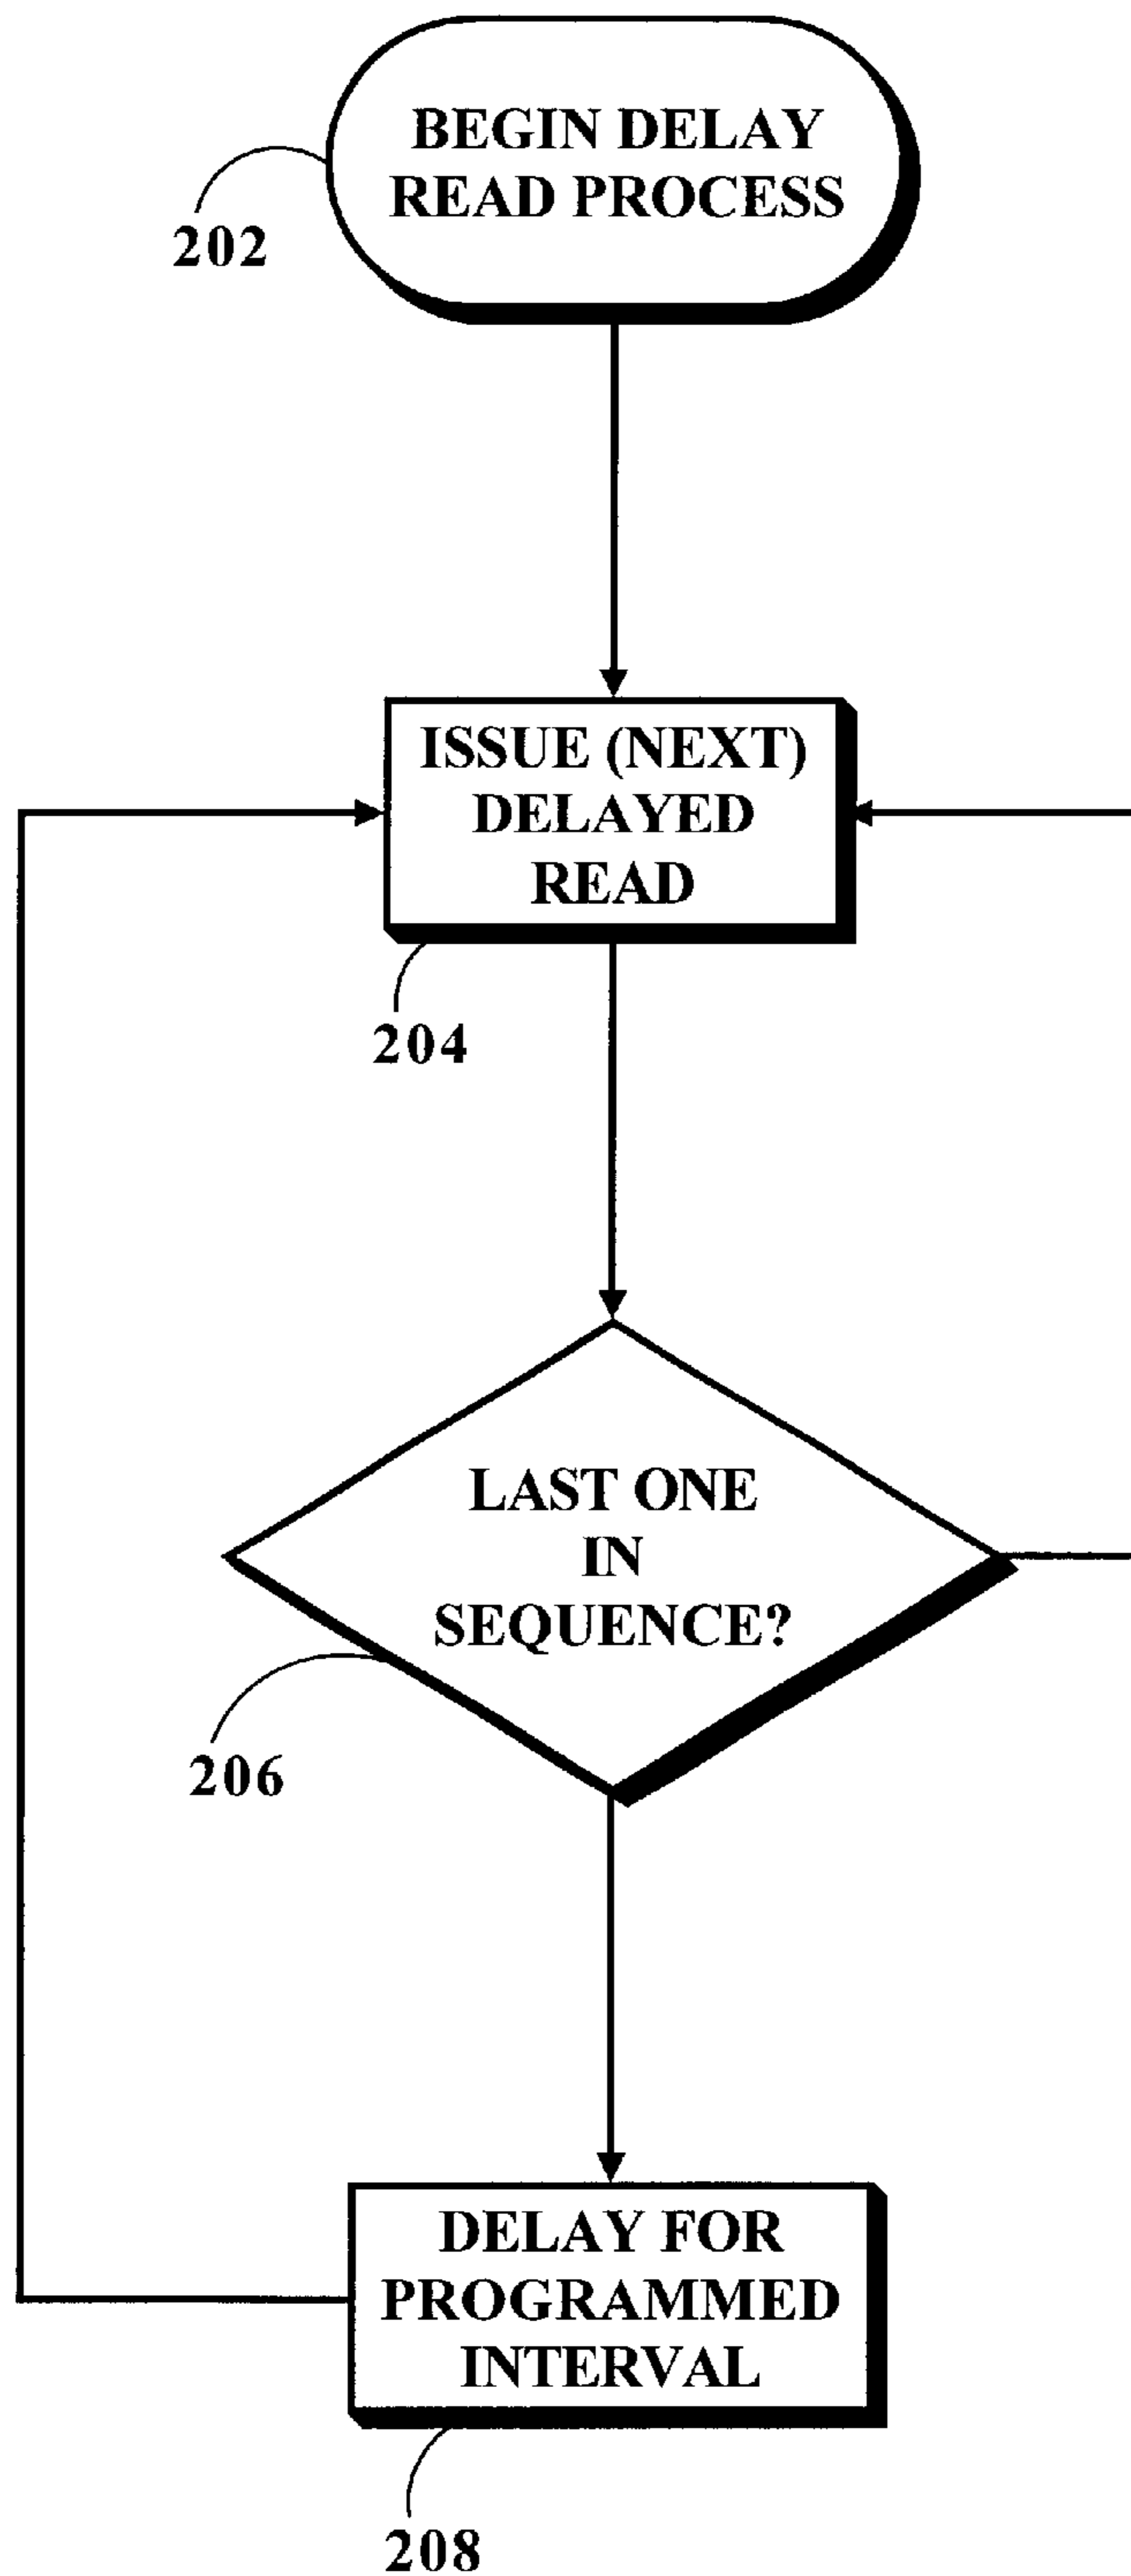 BEGIN DELAY
READ PROCESS
202
ISSUE (NEXT)
DELAYED
READ
204
LAST ONE
IN
SEQUENCE?
206
DELAY FOR
PROGRAMMED
INTERVAL
208